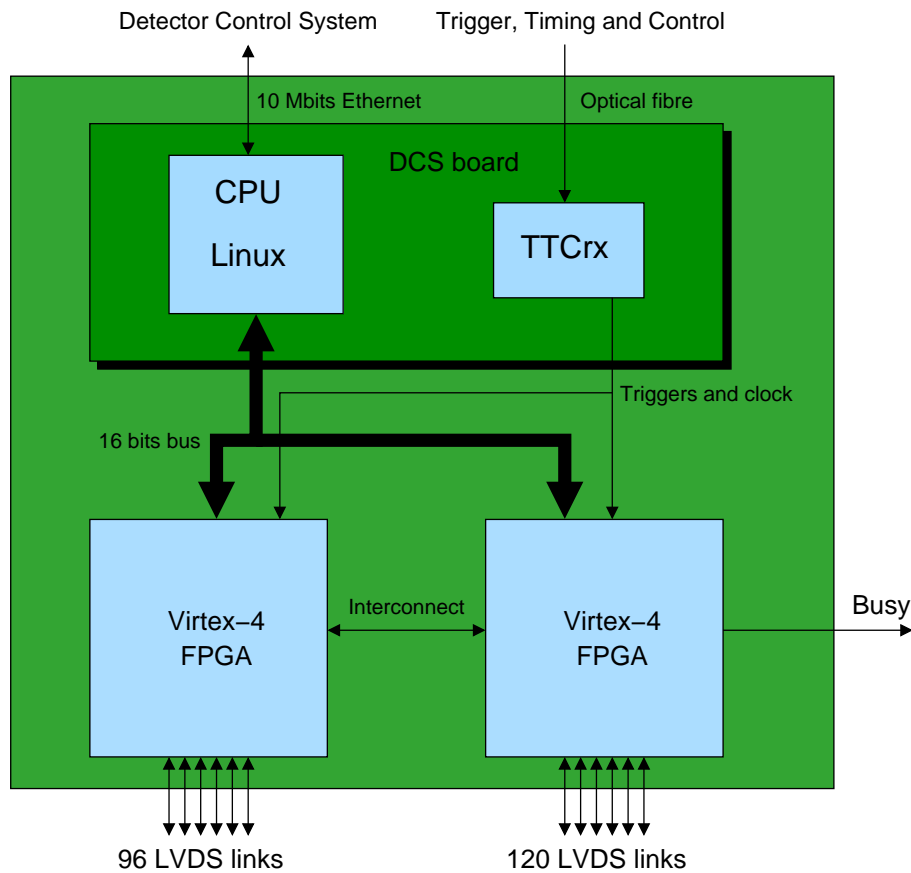 Detector Control System
Trigger, Timing and Control
10 Mbits Ethernet
Optical fibre
DCS board
CPU
Linux
TTCrx
Triggers and clock
16 bits bus
Virtex−4
FPGA
Interconnect
Virtex−4
FPGA
Busy
96 LVDS links
120 LVDS links